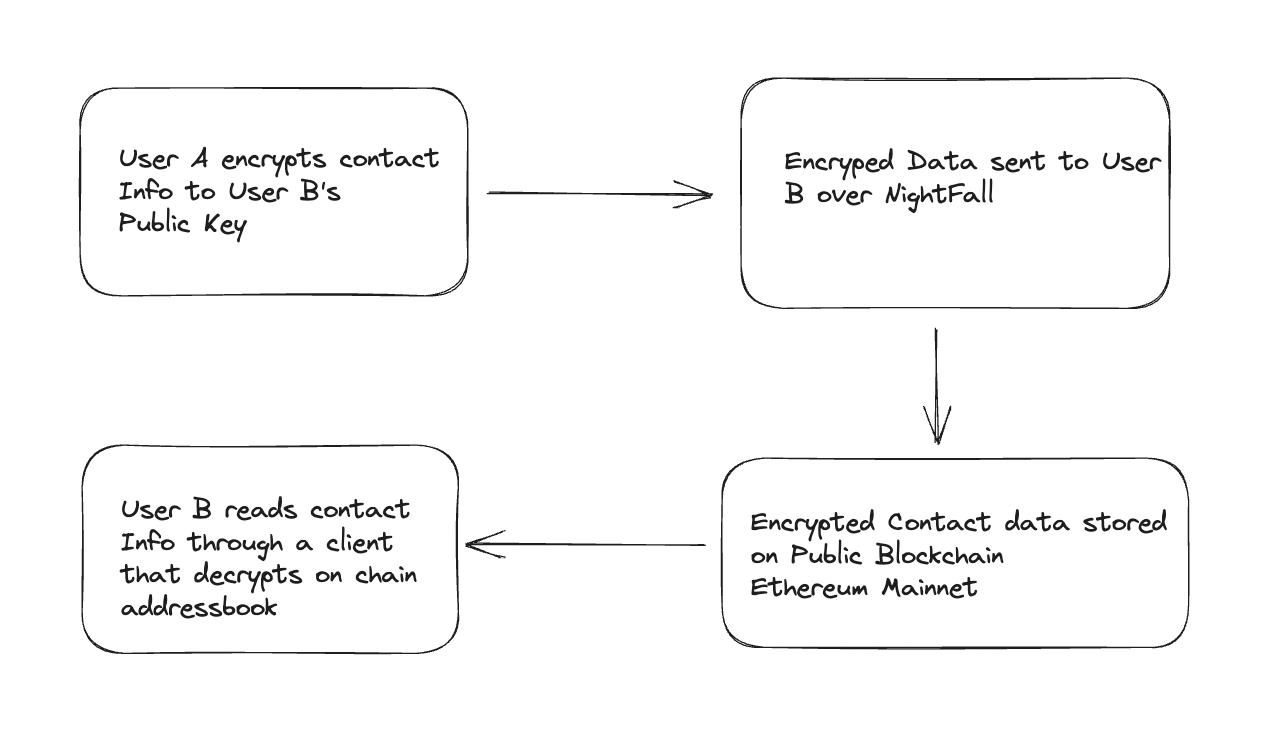 User A encrypts contact
Info to User B's
Public Key
Encryped Data sent to User
B over NightFall
Encrypted Contact data stored
on Public Blockchain
Ethereum Mainnet
User B reads contact
Info through a client
that decrypts on chain
addressbook